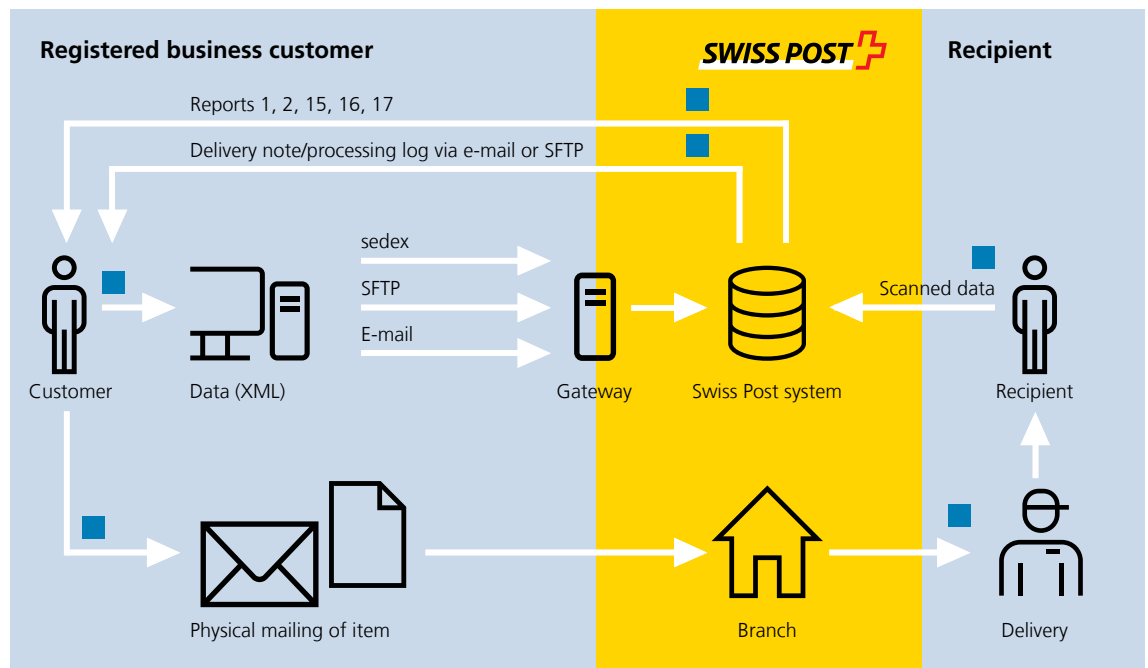 Registered business customer
SWISS POST
Recipient
Reports 1, 2, 15, 16, 17
Delivery note/processing log via e-mail or SFTP
sedex
SFTP
Scanned data
E-mail
Customer
Data (XML)
Gateway
Swiss Post system
Recipient
Physical mailing of item
Branch
Delivery